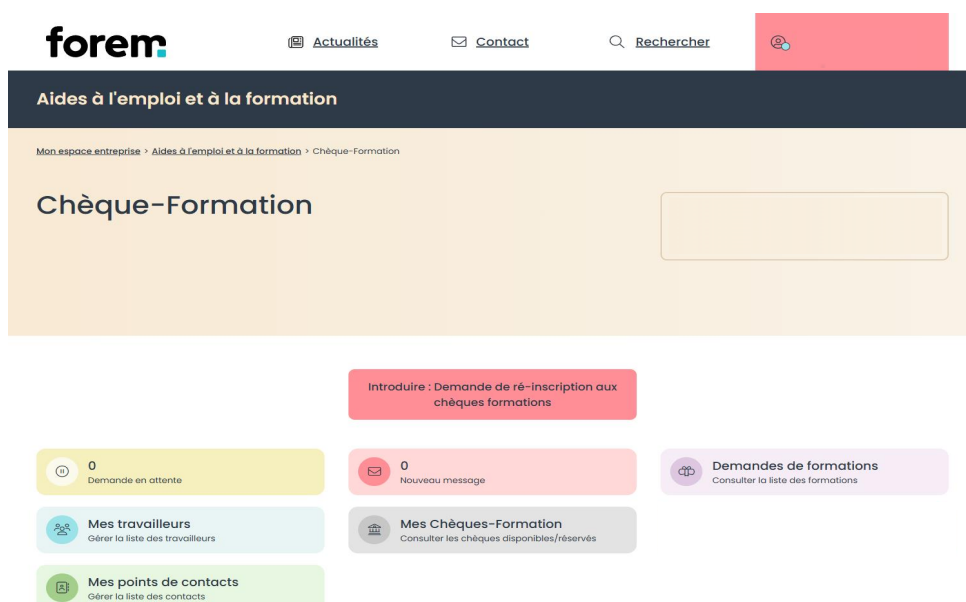 forem
Actualités
Contact
Rechercher
Aides à l'emploi et à la formation
Mon espace entreprise > Aides à l'emploi et à la formation > Chèque-Formation
Chèque-Formation
Introduire : Demande de ré-inscription aux
chèques formations
0
Demande en attente
0
Nouveau message
Demandes de formations
Consulter la liste des formations
Mes travailleurs
Gérer la liste des travailleurs
Mes Chèques-Formation
Consulter les chèques disponibles/réservés
Mes points de contacts
Gérer la liste des contacts